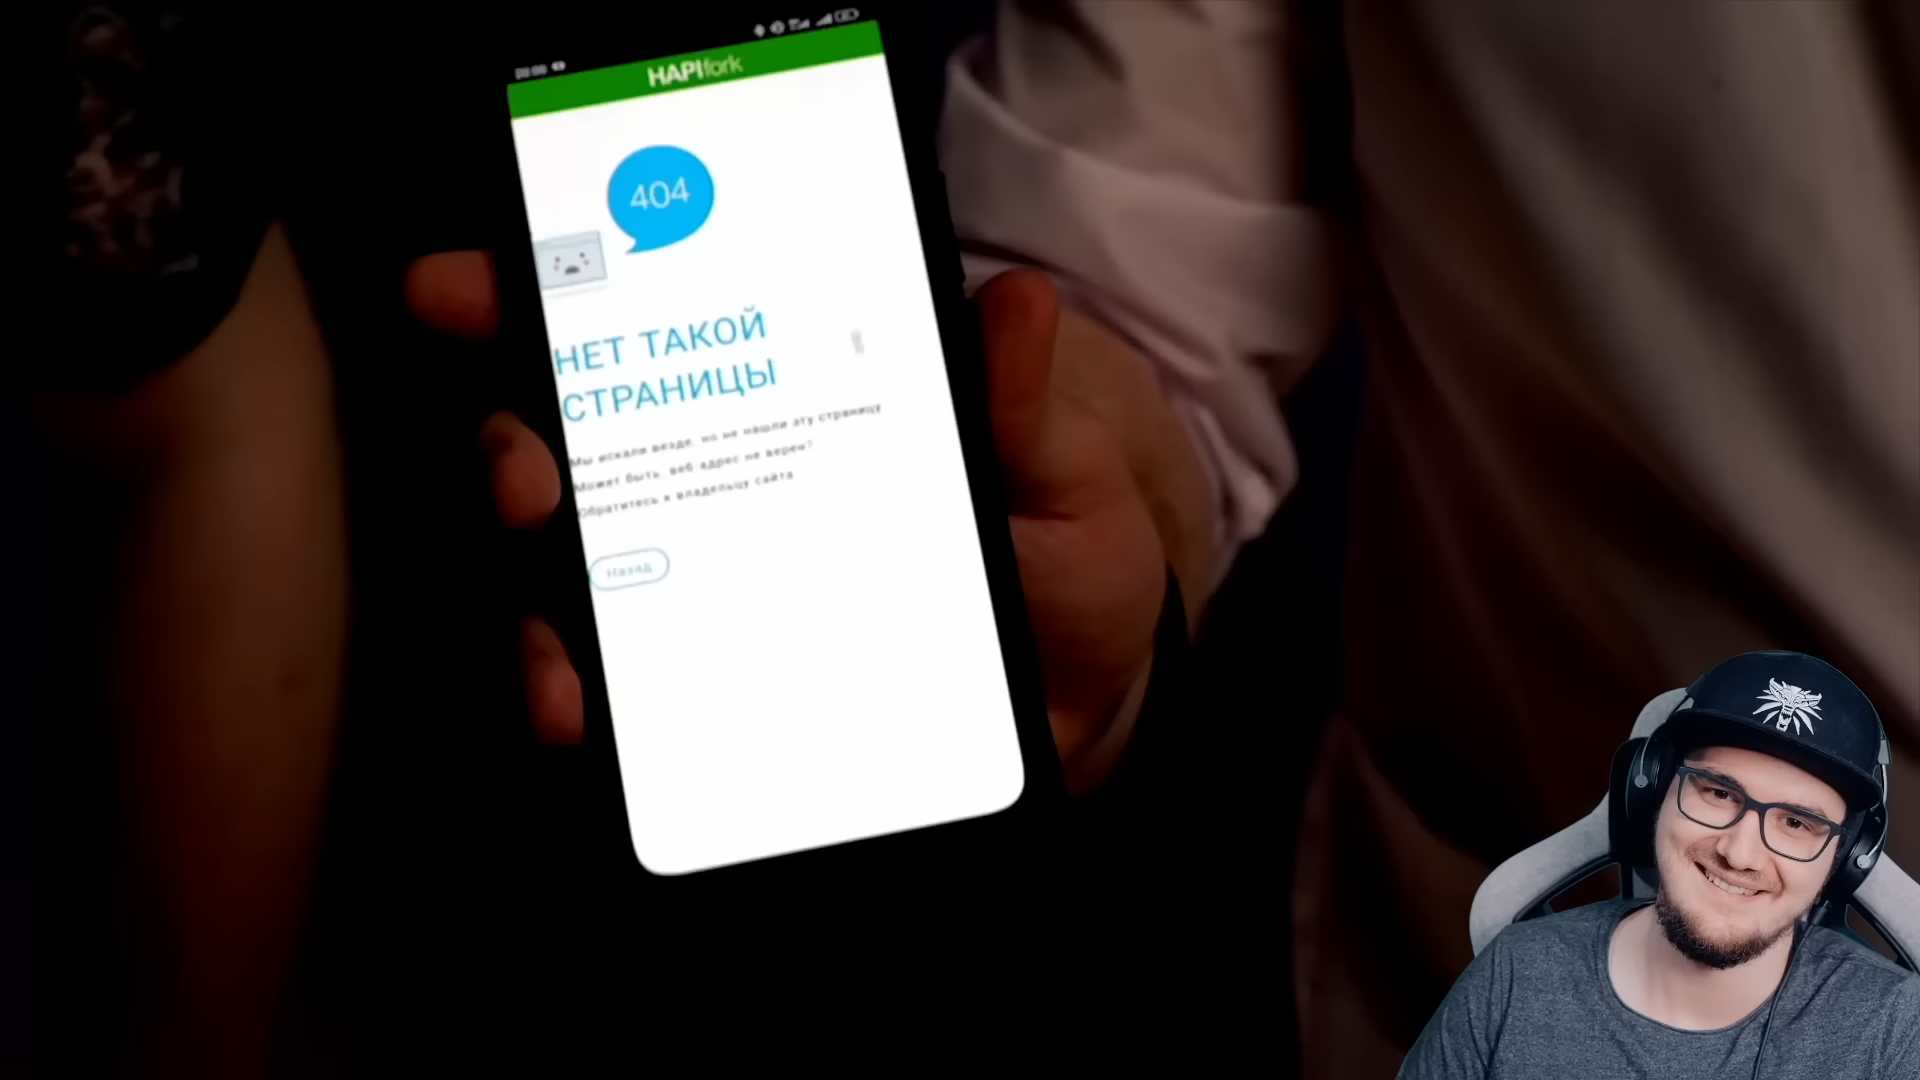 HAPIfork
404
НЕТ ТАКОЙ
СТРАНИЦЫ
Мы искали везде, но не нашли эту страницу
Может быть, веб адрес не верен?
Обратитесь к владельцу сайта
Назад